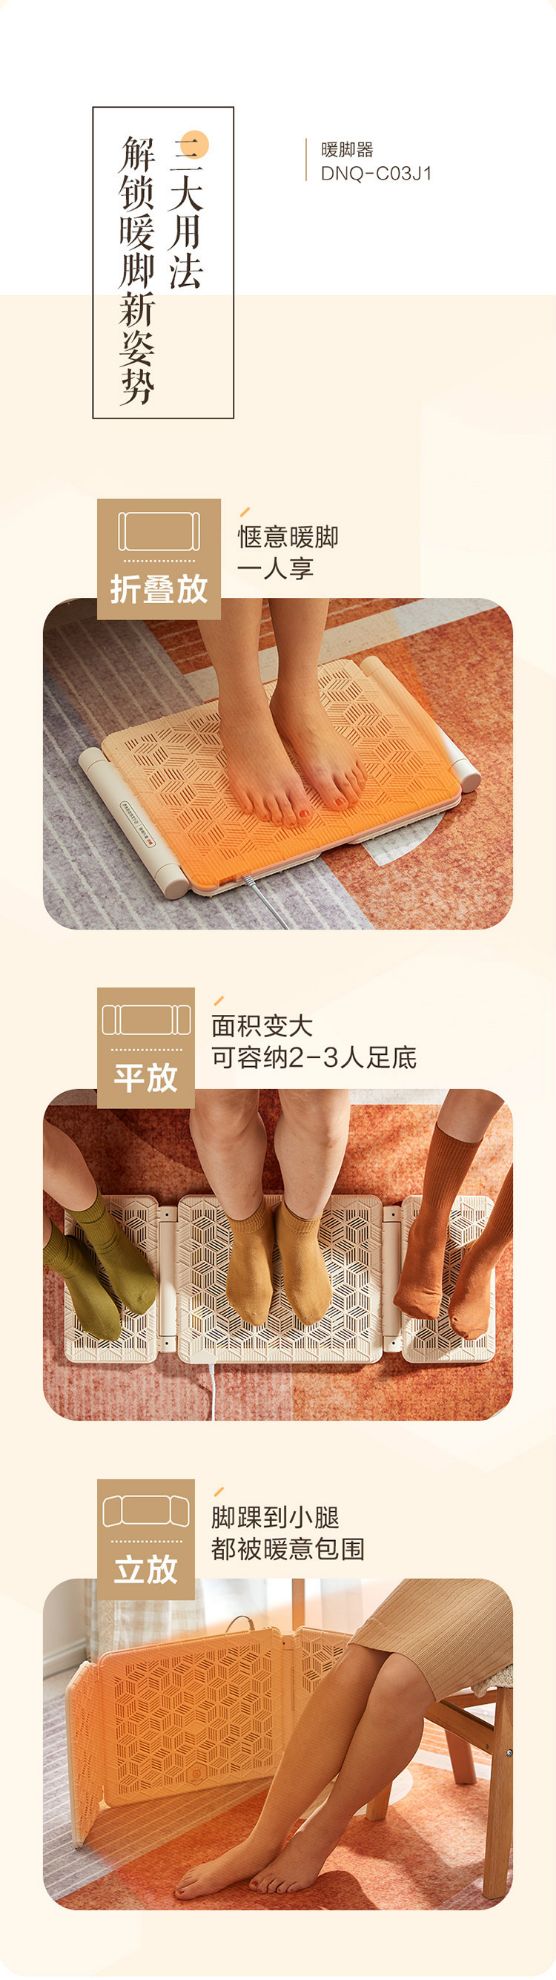 三大用法
解锁暖脚新姿势
暖脚器
DNQ-C03J1
折叠放
惬意暖脚
一人享
平放
面积变大
可容纳2-3人足底
立放
脚踝到小腿
都被暖意包围